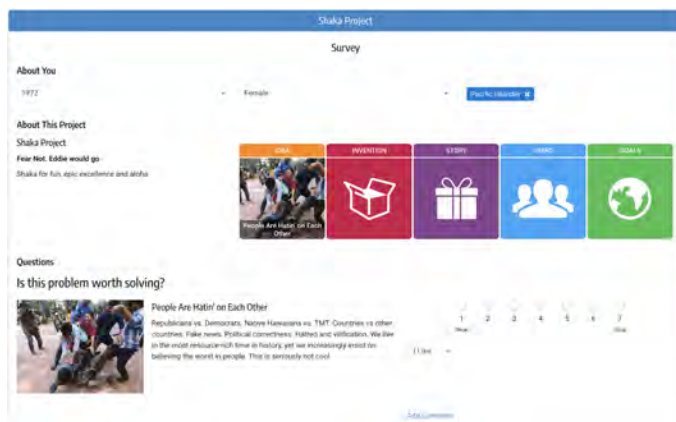 Shaka Project
Survey
About You
1972
Female
Pacific Islander
About This Project
Shaka Project
Fear Not. Eddie would go
Shaka for fun, epic excellence and aloha
IDEA
INVENTION
STORY
GOALS
People Are Hatin' on Each
Other
Questions
Is this problem worth solving?
People Are Hatin' on Each Other
Republicans vs. Democrats, Native Hawaiians vs. TMT. Countries vs other
countries. Fake news. Political correctness. Hatred and vilification. We live
in the most resource-rich time in history, yet we increasingly insist on
believing the worst in people. This is seriously not cool.
1 2 3 4 5 6 7
I Like
Add Comment